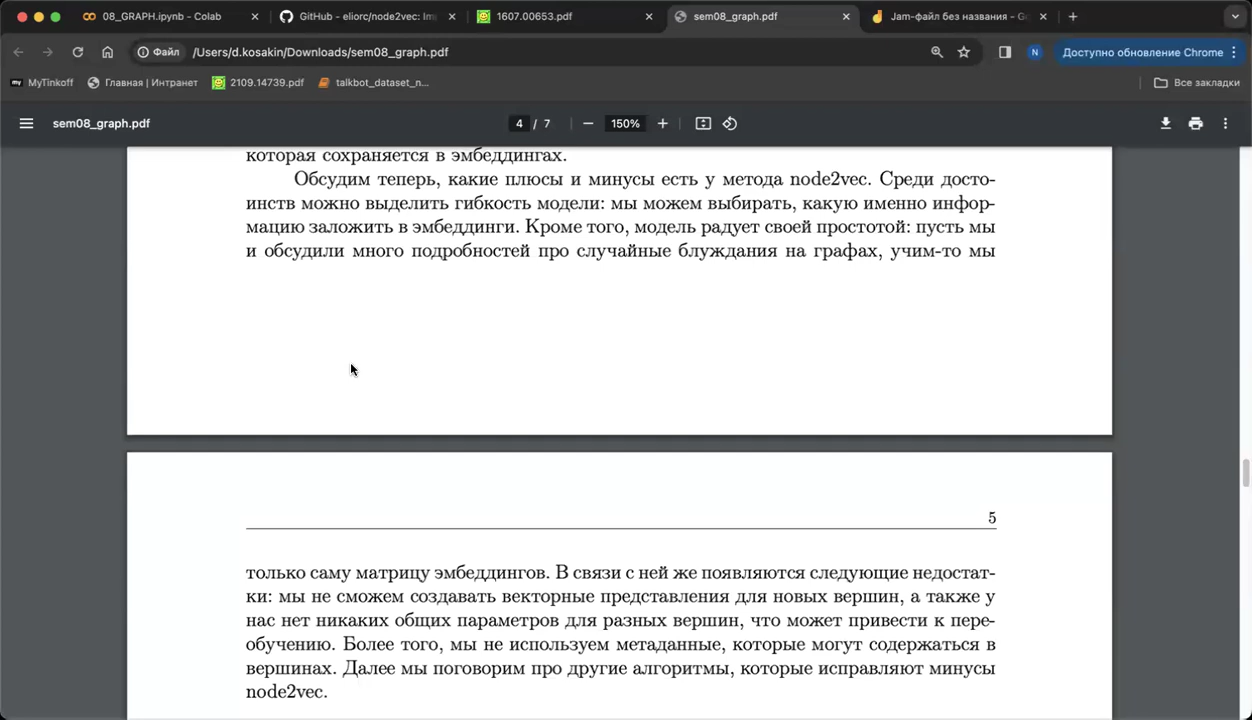 08_GRAPH.ipynb - Colab
GitHub - eliorc/node2vec: Im
1607.00653.pdf
sem08_graph.pdf
Jam-файл без названия - G
Файл
/Users/d.kosakin/Downloads/sem08_graph.pdf
N
Доступно обновление Chrome
my MyTinkoff
Главная | Интранет
2109.14739.pdf
talkbot_dataset_n...
Все закладки
sem08_graph.pdf
4 / 7
150%
которая сохраняется в эмбеддингах.
Обсудим теперь, какие плюсы и минусы есть у метода node2vec. Среди досто-
инств можно выделить гибкость модели: мы можем выбирать, какую именно инфор-
мацию заложить в эмбеддинги. Кроме того, модель радует своей простотой: пусть мы
и обсудили много подробностей про случайные блуждания на графах, учим-то мы
5
только саму матрицу эмбеддингов. В связи с ней же появляются следующие недостат-
ки: мы не сможем создавать векторные представления для новых вершин, а также у
нас нет никаких общих параметров для разных вершин, что может привести к пере-
обучению. Более того, мы не используем метаданные, которые могут содержаться в
вершинах. Далее мы поговорим про другие алгоритмы, которые исправляют минусы
node2vec.